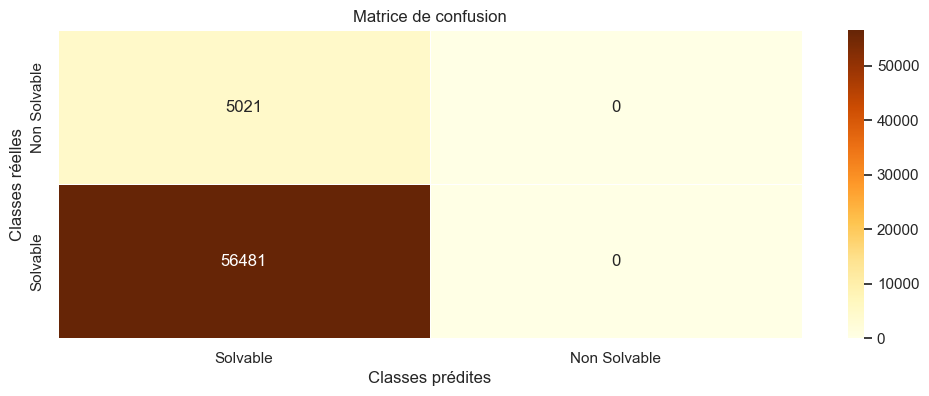 Matrice de confusion
Classes réelles
Non Solvable
Solvable
5021
0
56481
0
Solvable
Non Solvable
Classes prédites
50000
40000
30000
20000
10000
0